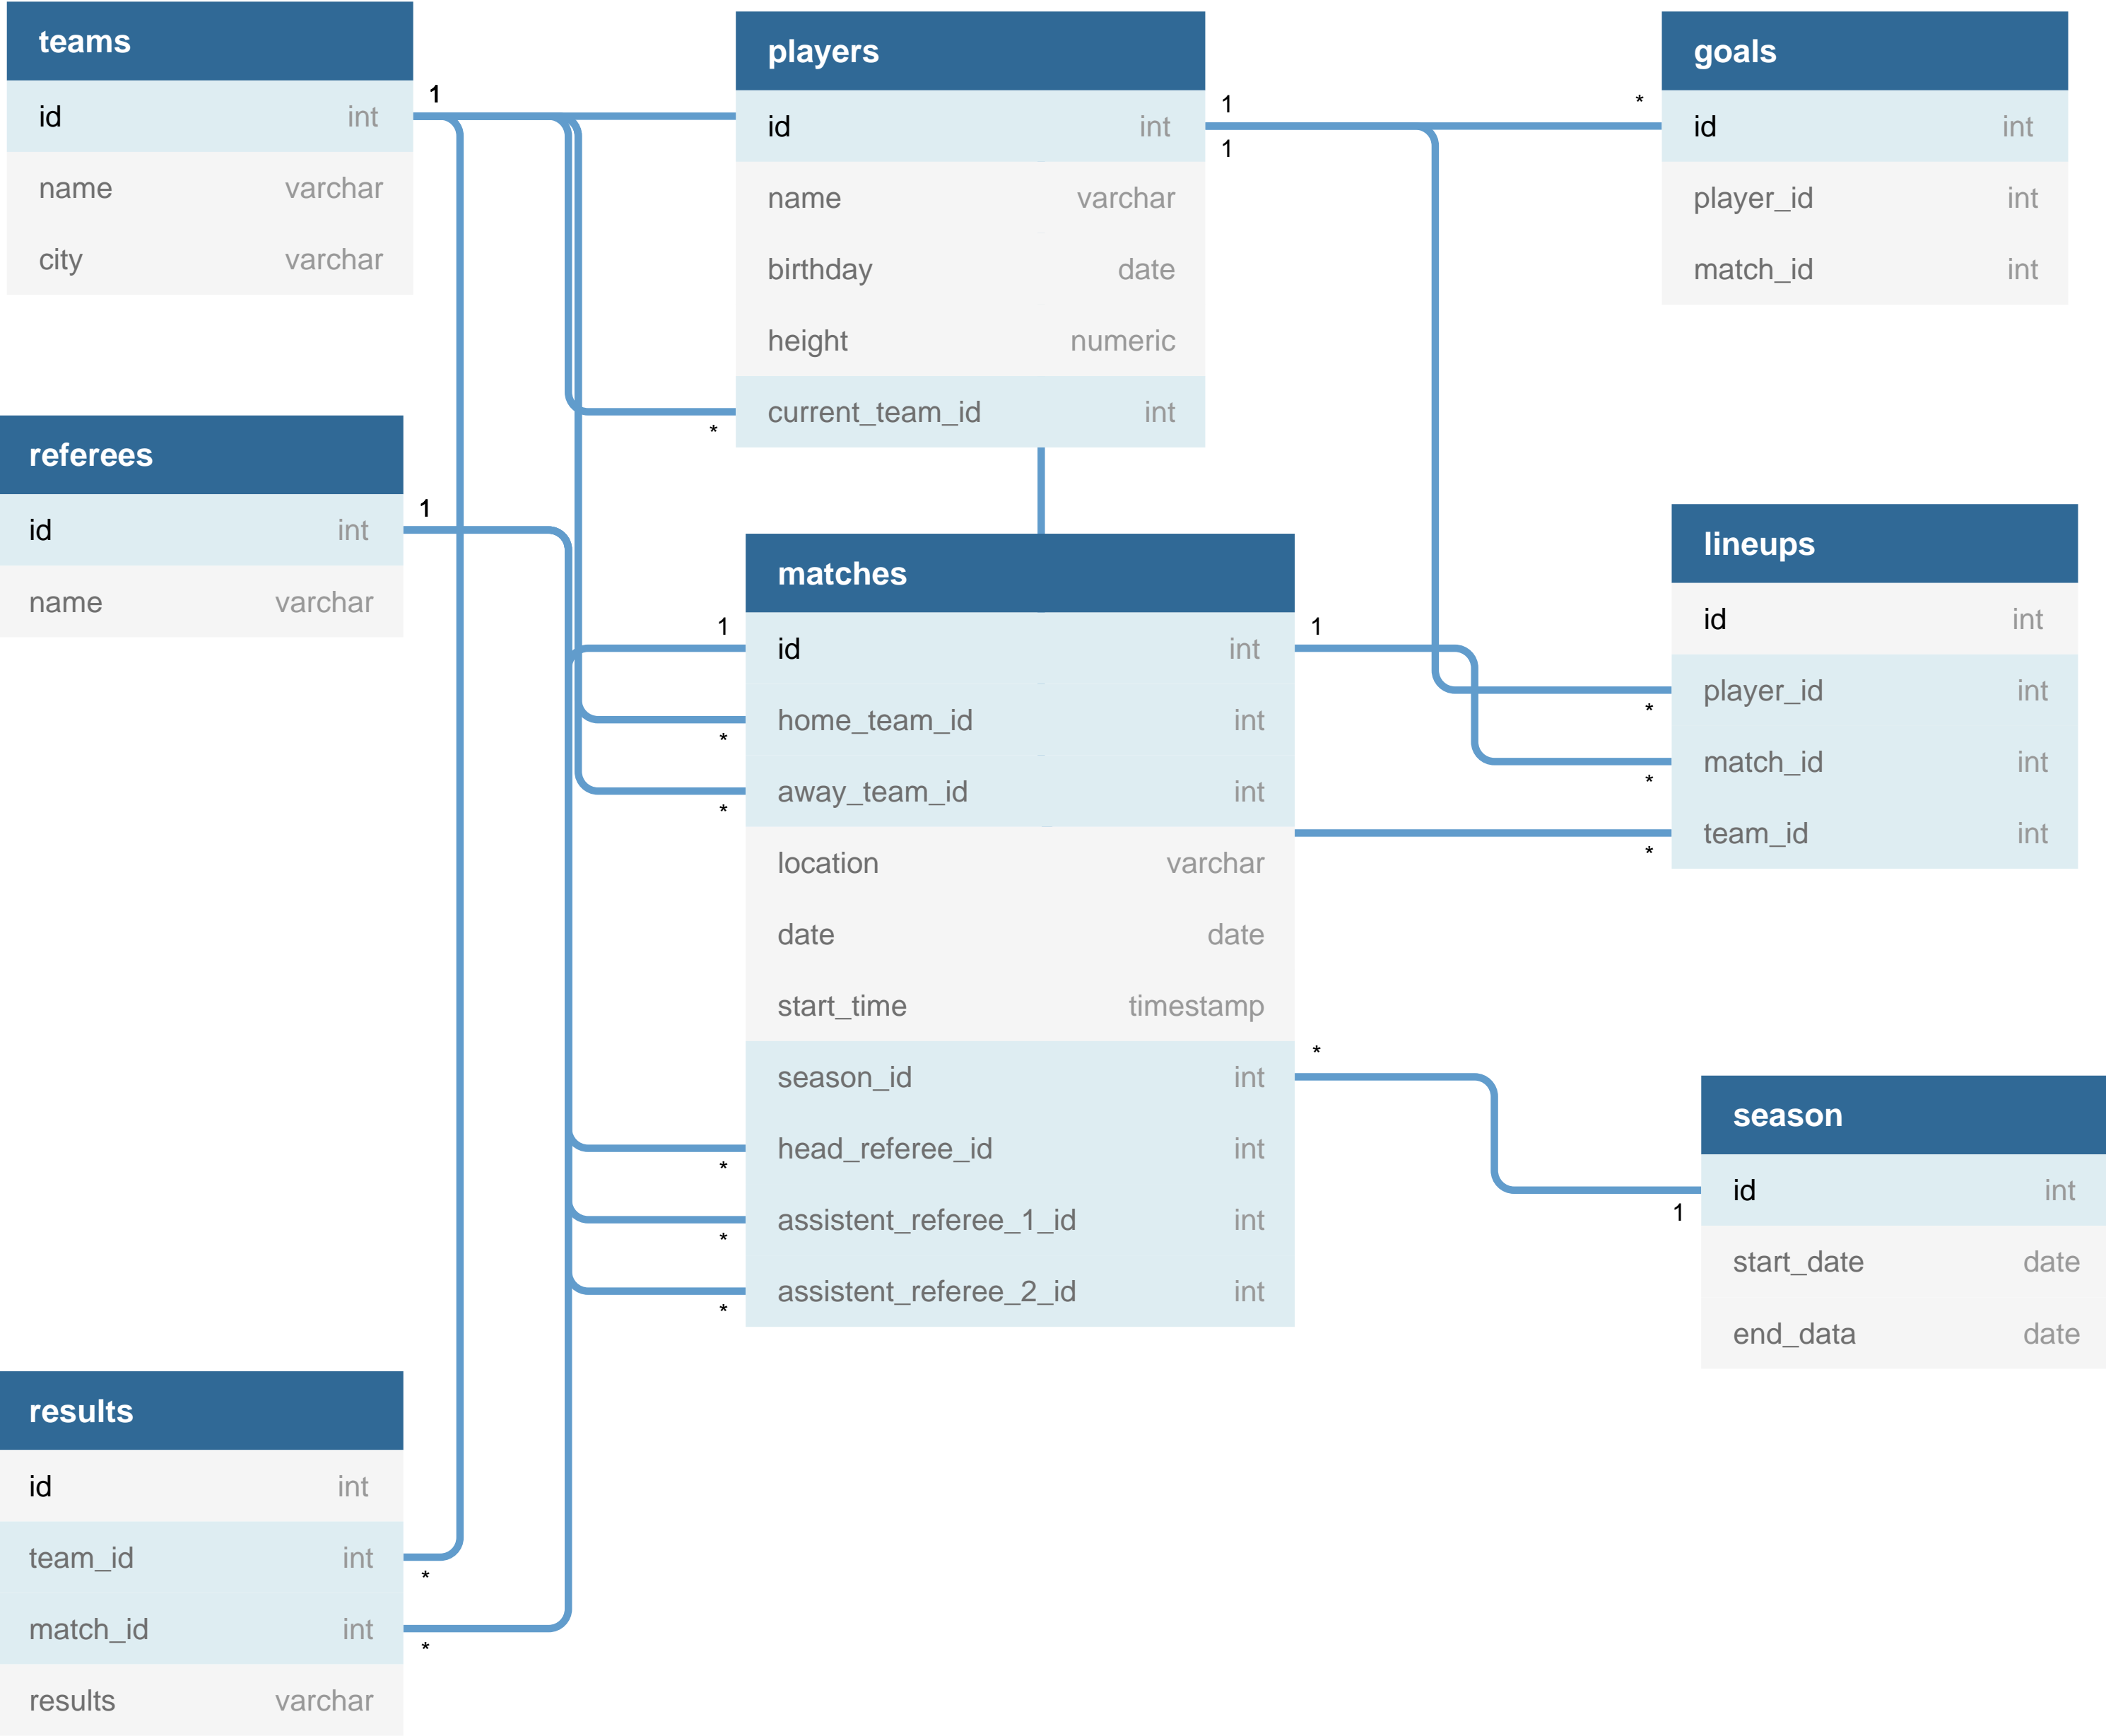 teams
id int
name varchar
city varchar
1
players
id int
name varchar
birthday date
height numeric
current_team_id int
*
1
1
goals
id int
player_id int
match_id int
*
referees
id int
name varchar
1
matches
id int
home_team_id int
away_team_id int
location varchar
date date
start_time timestamp
season_id int
head_referee_id int
assistent_referee_1_id int
assistent_referee_2_id int
1
*
*
*
*
*
1
*
lineups
id int
player_id int
match_id int
team_id int
*
*
*
season
id int
start_date date
end_data date
1
results
id int
team_id int
match_id int
results varchar
*
*